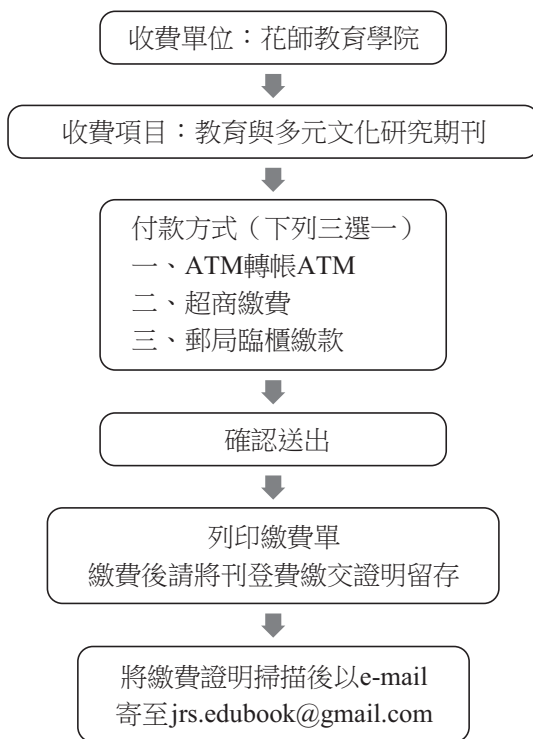 收費單位：花師教育學院
收費項目：教育與多元文化研究期刊
付款方式（下列三選一）
一、ATM轉帳ATM
二、超商繳費
三、郵局臨櫃繳款
確認送出
列印繳費單
繳費後請將刊登費繳交證明留存
將繳費證明掃描後以e-mail
寄至jrs.edubook@gmail.com